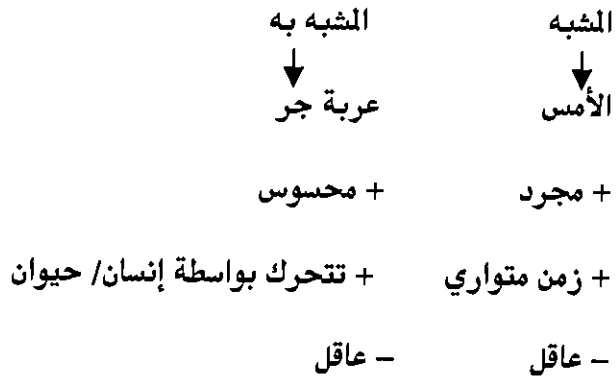 المشبه المشبه به
الأمس عربة جر
+ مجرد + محسوس
+ زمن متواري + تتحرك بواسطة إنسان/ حيوان
– عاقل – عاقل